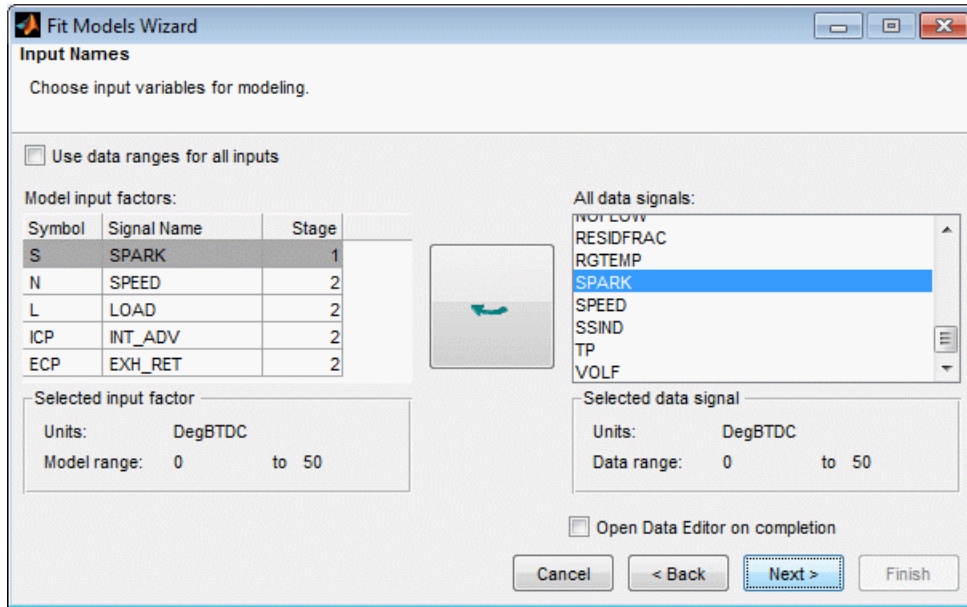 Fit Models Wizard
Input Names
Choose input variables for modeling.
Use data ranges for all inputs
Model input factors:
Symbol Signal Name Stage
S SPARK 1
N SPEED 2
L LOAD 2
ICP INT_ADV 2
ECP EXH_RET 2
Selected input factor
Units: DegBTDC
Model range: 0 to 50
All data signals:
RESIDFRAC
RGTEMP
SPARK
SPEED
SSIND
TP
VOLF
Selected data signal
Units: DegBTDC
Data range: 0 to 50
Open Data Editor on completion
Cancel < Back Next > Finish